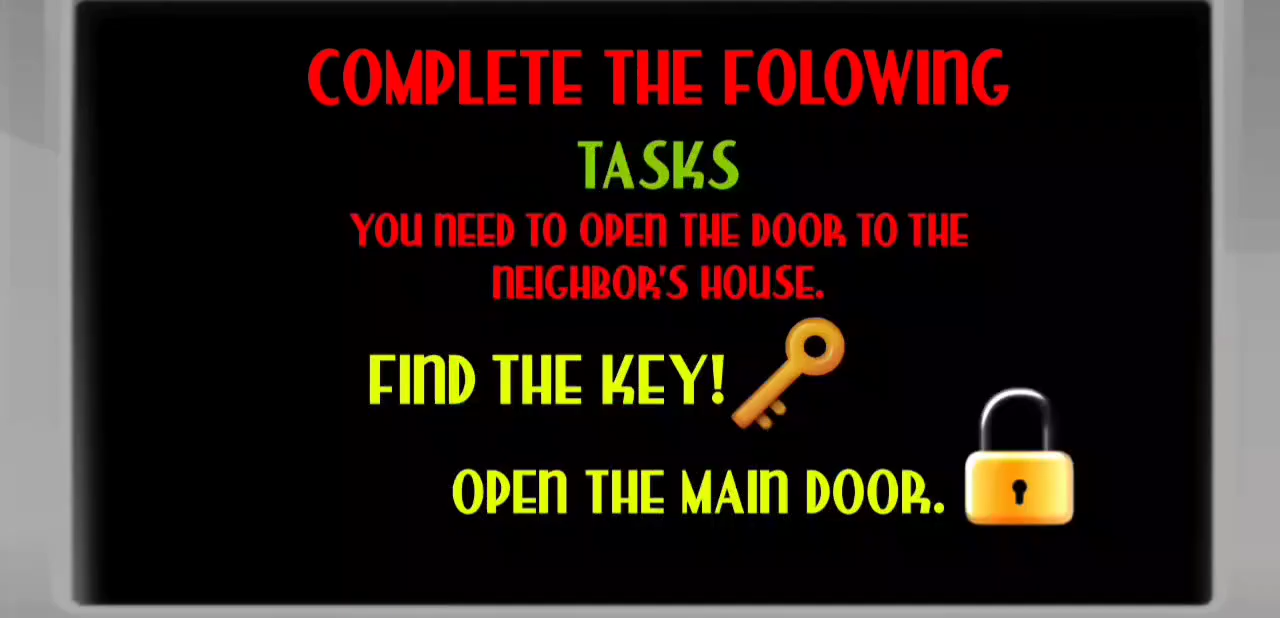 COMPLETE THE FOLOWING
TASKS
YOU NEED TO OPEN THE DOOR TO THE
NEIGHBOR'S HOUSE.
FIND THE KEY!
OPEN THE MAIN DOOR.